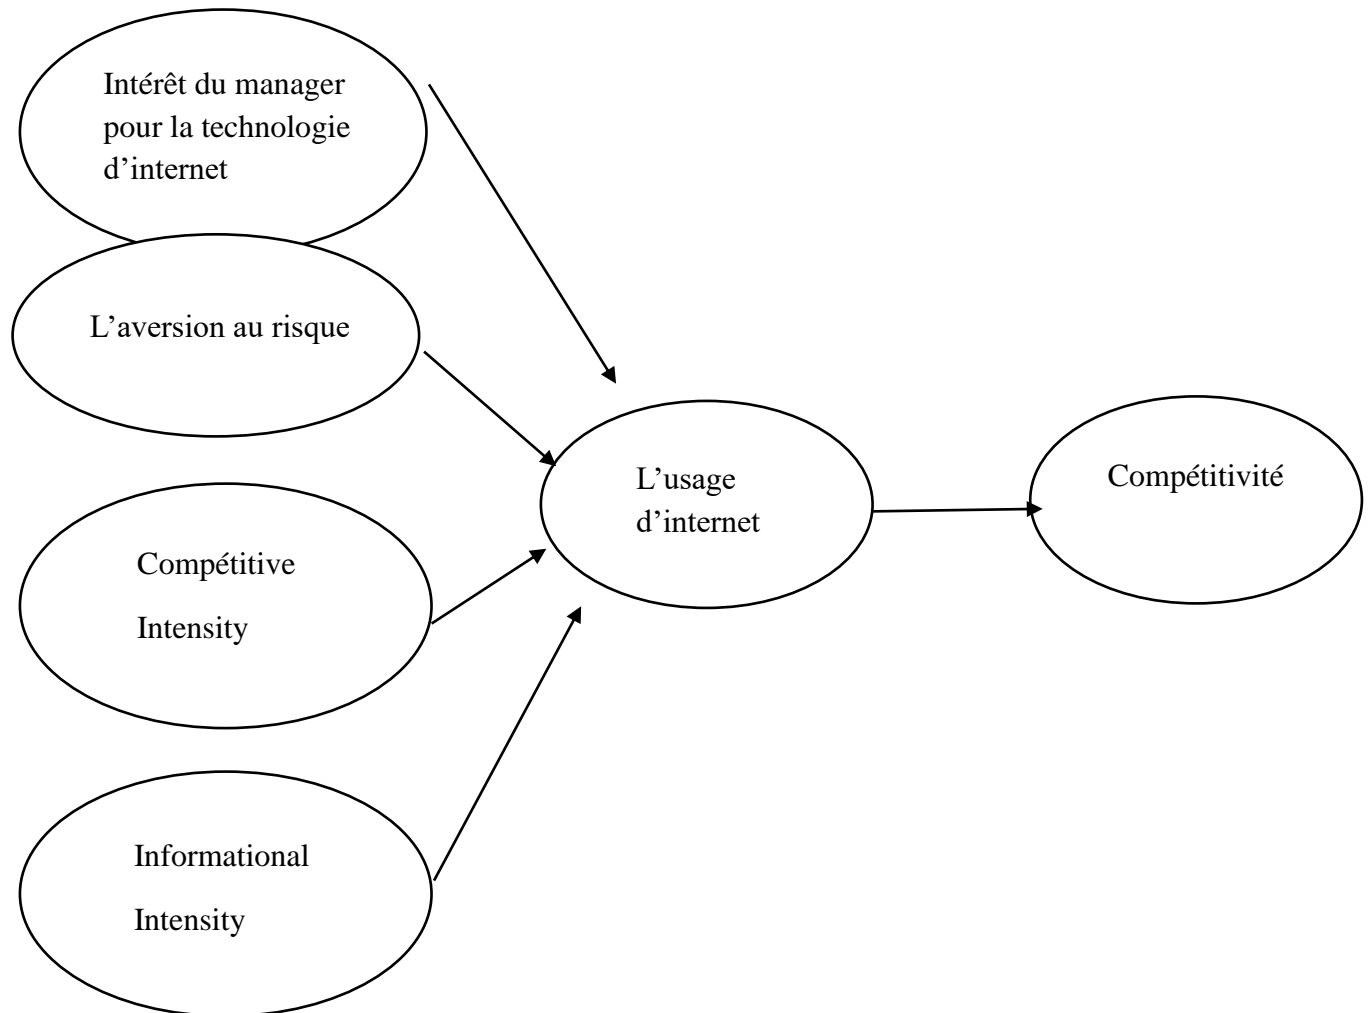 Intérêt du manager
pour la technologie
d’internet
L’aversion au risque
Compétitive
Intensity
Informational
Intensity
L’usage
d’internet
Compétitivité